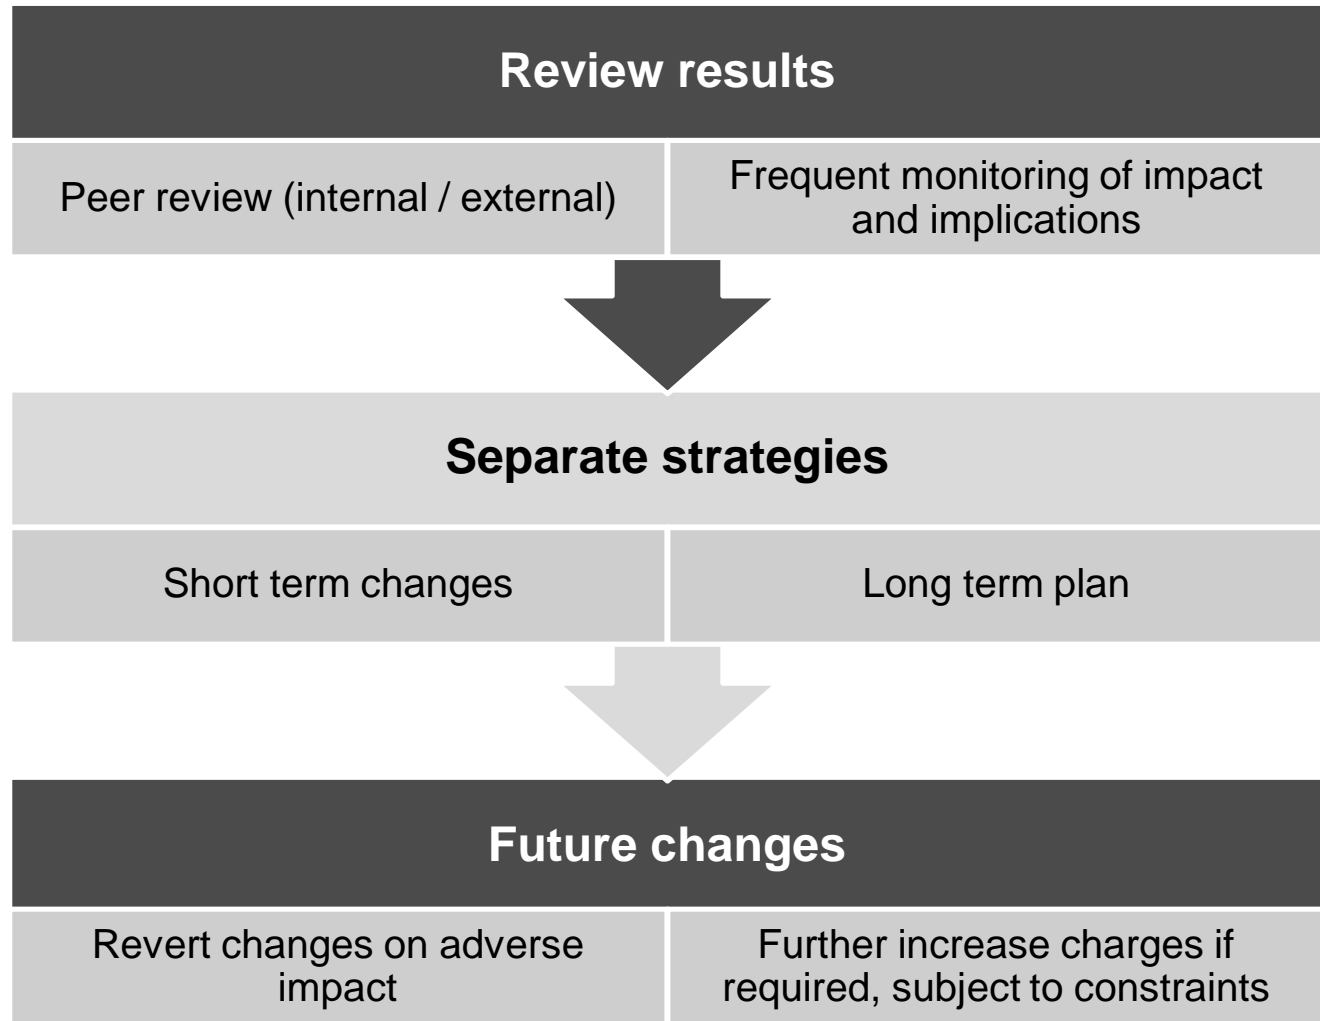 Review results
Peer review (internal / external)
Frequent monitoring of impact
and implications
Separate strategies
Short term changes
Long term plan
Future changes
Revert changes on adverse
impact
Further increase charges if
required, subject to constraints